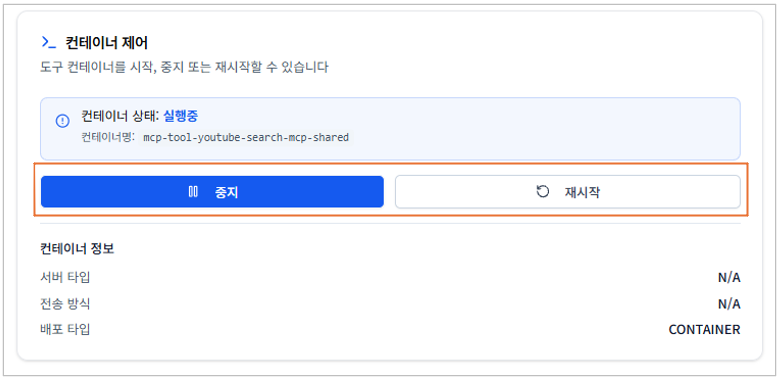 컨테이너 제어
도구 컨테이너를 시작, 중지 또는 재시작할 수 있습니다
컨테이너 상태: 실행중
컨테이너명: mcp-tool-youtube-search-mcp-shared
중지 재시작
컨테이너 정보
서버 타입 N/A
전송 방식 N/A
배포 타입 CONTAINER